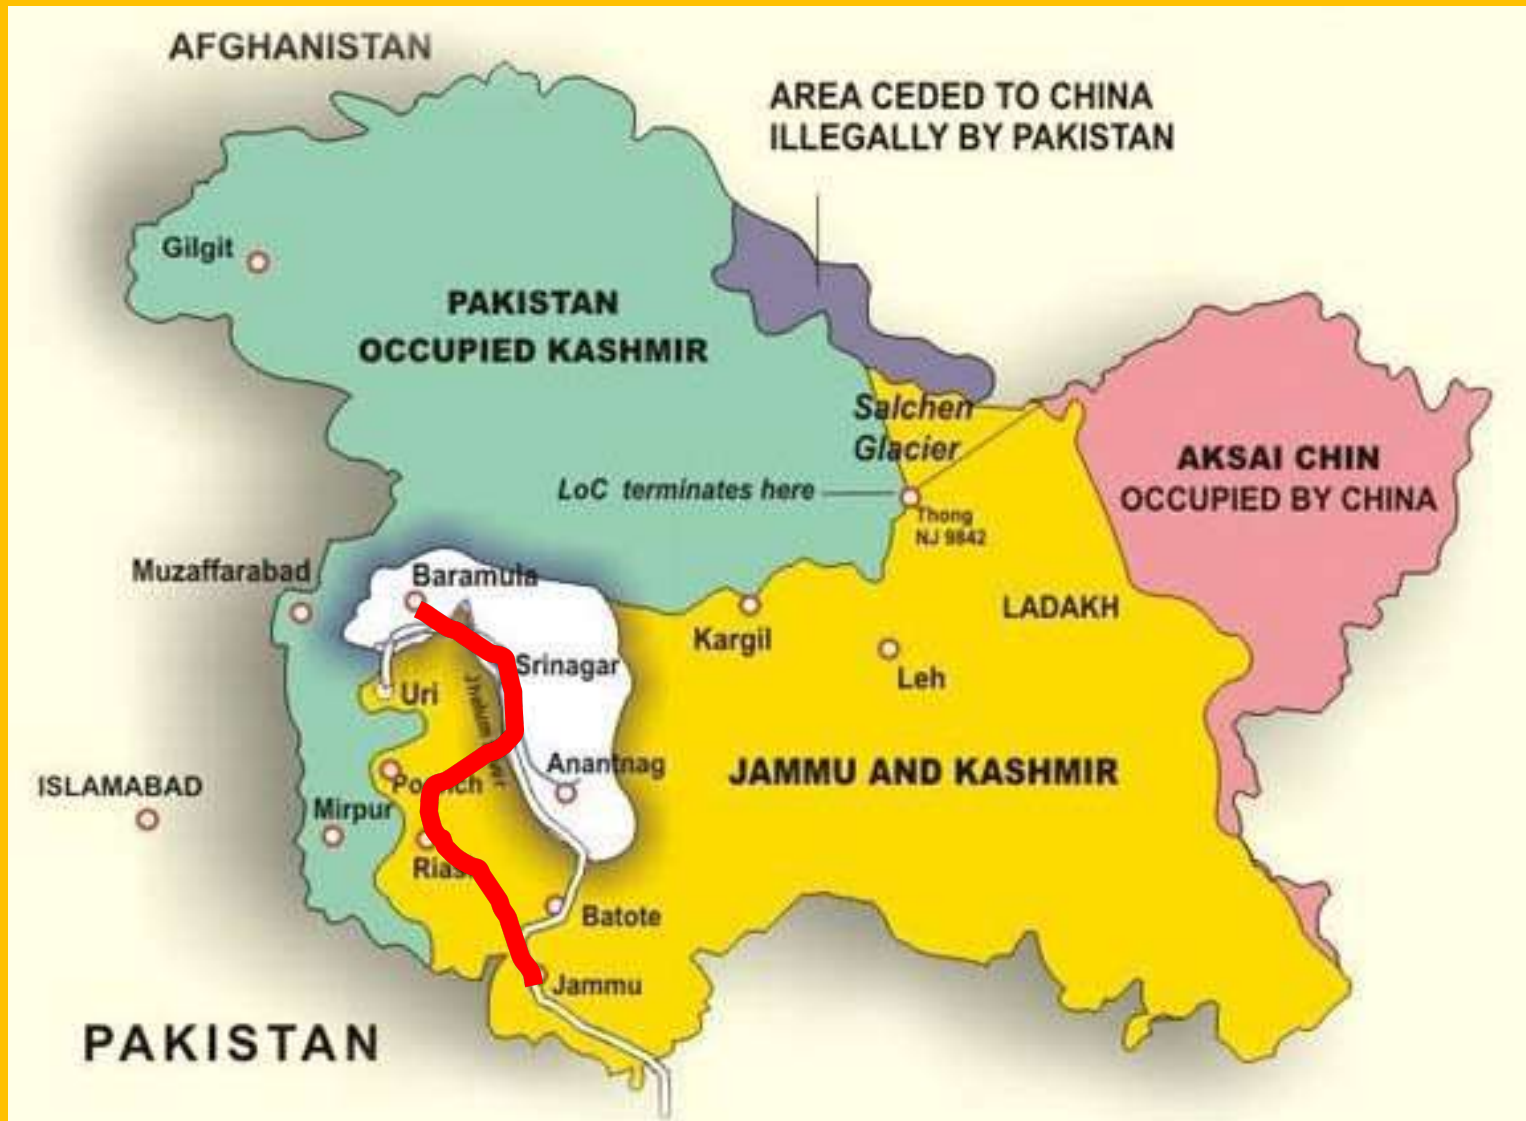 AFGHANISTAN
AREA CEDED TO CHINA
ILLEGALLY BY PAKISTAN
Gilgit
PAKISTAN
OCCUPIED KASHMIR
Salchen
Glacier
AKSAI CHIN
OCCUPIED BY CHINA
LoC terminates here
Thong
NJ 9842
Muzaffarabad
Baramula
LADAKH
Kargil
Srinagar
Leh
Uri
Anantnag
JAMMU AND KASHMIR
ISLAMABAD
Mirpur
Batote
Jammu
PAKISTAN